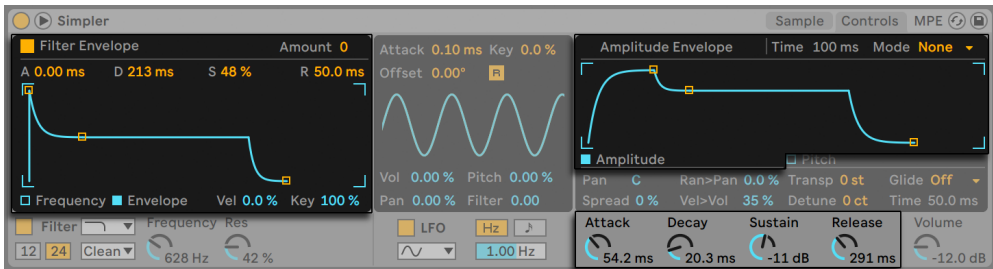 Simpler Sample Controls MPE
Filter Envelope Amount 0
A 0.00 ms D 213 ms S 48 % R 50.0 ms
Frequency Envelope Vel 0.0 % Key 100 %
Filter Frequency Res
12 24 Clean 628 Hz 42 %
Attack 0.10 ms Key 0.0 %
Offset 0.00° R
Vol 0.00 % Pitch 0.00 %
Pan 0.00 % Filter 0.00
LFO Hz
1.00 Hz
Amplitude Envelope Time 100 ms Mode None
Amplitude Pitch
Pan C Ran>Pan 0.0 % Transp 0 st Glide Off
Spread 0 % Vel>Vol 35 % Detune 0 ct Time 50.0 ms
Attack Decay Sustain Release Volume
54.2 ms 20.3 ms -11 dB 291 ms -12.0 dB